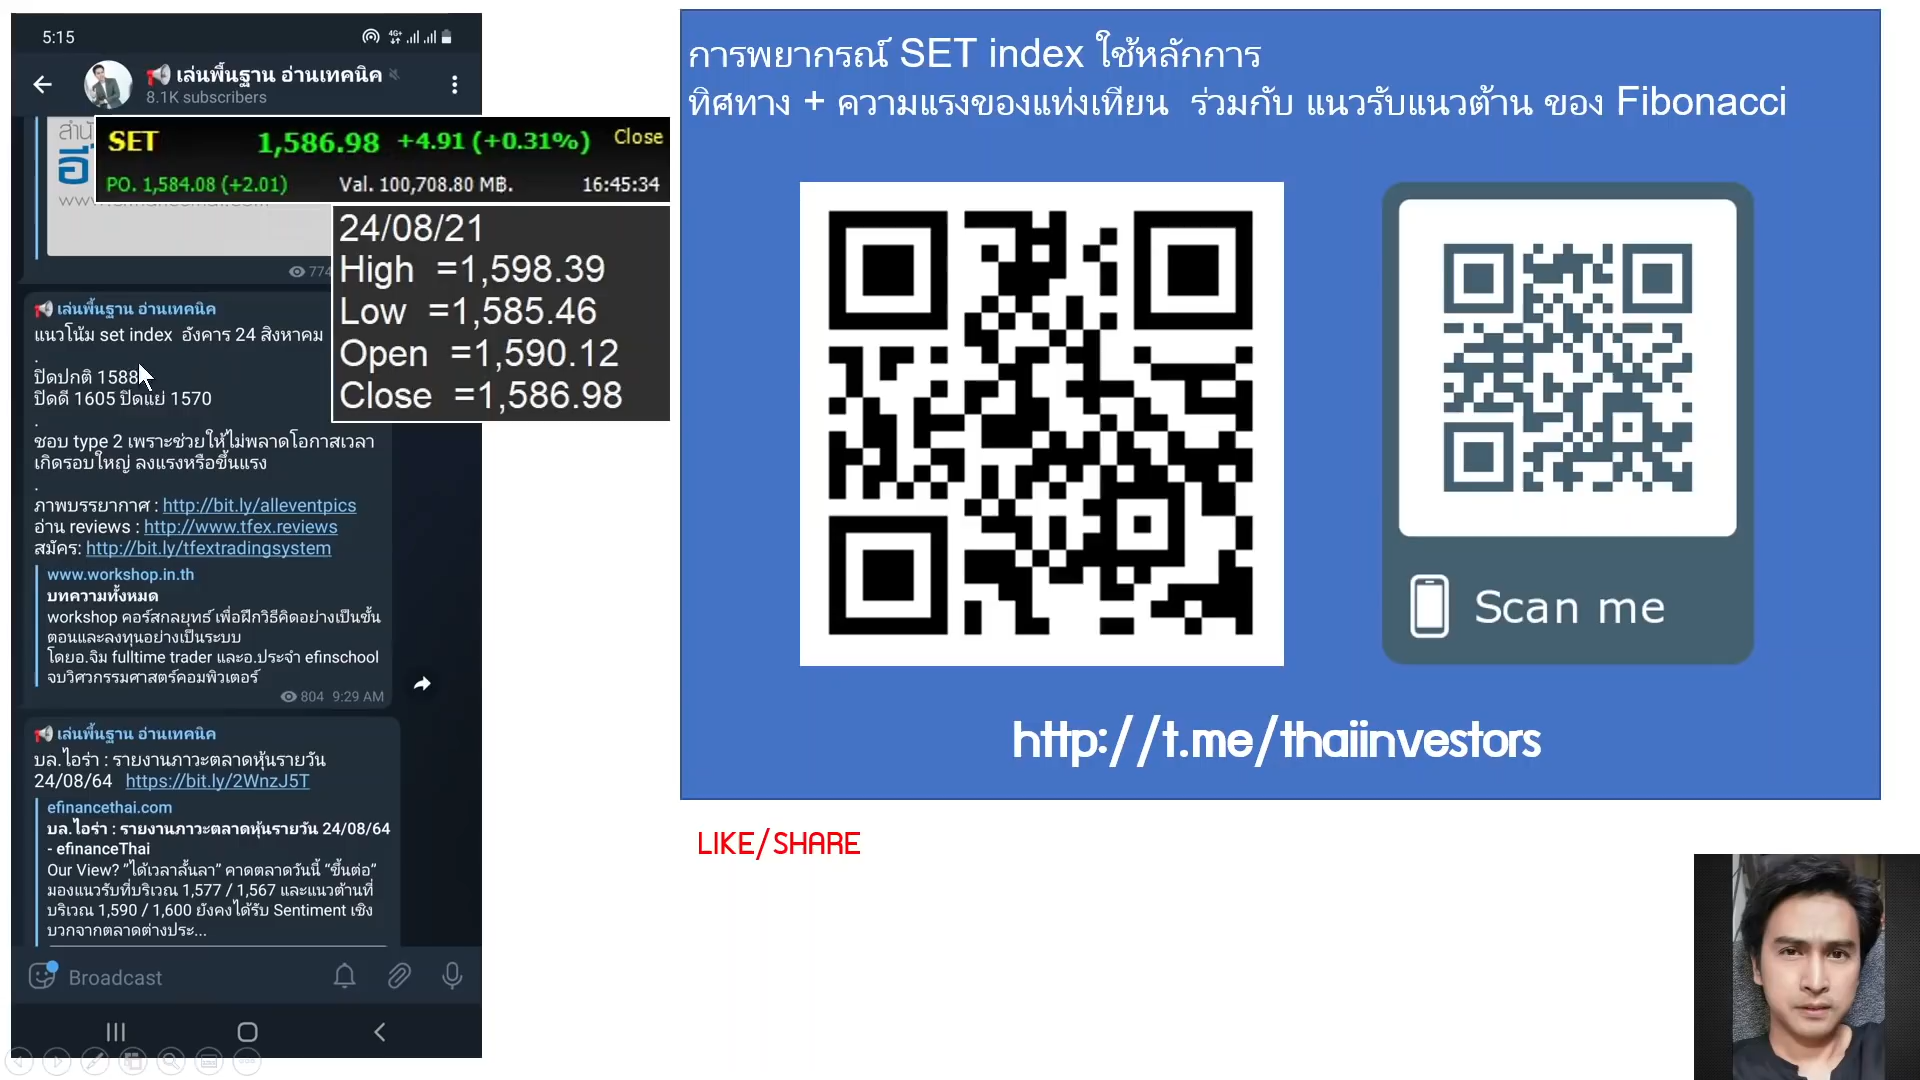 5:15
4G+
เล่นพื้นฐาน อ่านเทคนิค
8.1K subscribers
SET 1,586.98 +4.91 (+0.31%) Close
PO. 1,584.08 (+2.01) Val. 100,708.80 M฿. 16:45:34
24/08/21
High =1,598.39
Low =1,585.46
Open =1,590.12
Close =1,586.98
774
เล่นพื้นฐาน อ่านเทคนิค
แนวโน้ม set index อังคาร 24 สิงหาคม
.
ปิดปกติ 1588
ปิดดี 1605 ปิดแย่ 1570
.
ชอบ type 2 เพราะช่วยให้ไม่พลาดโอกาสเวลา
เกิดรอบใหญ่ ลงแรงหรือขึ้นแรง
.
ภาพบรรยากาศ : http://bit.ly/alleventpics
อ่าน reviews : http://www.tfex.reviews
สมัคร: http://bit.ly/tfextradingsystem
www.workshop.in.th
บทความทั้งหมด
workshop คอร์สกลยุทธ์ เพื่อฝึกวิธีคิดอย่างเป็นขั้น
ตอนและลงทุนอย่างเป็นระบบ
โดยอ.จิม fulltime trader และอ.ประจำ efinschool
จบวิศวกรรมศาสตร์คอมพิวเตอร์
804 9:29 AM
เล่นพื้นฐาน อ่านเทคนิค
บล.ไอร่า : รายงานภาวะตลาดหุ้นรายวัน
24/08/64 https://bit.ly/2WnzJ5T
efinancethai.com
บล.ไอร่า : รายงานภาวะตลาดหุ้นรายวัน 24/08/64
- efinanceThai
Our View? "ได้เวลาลั้นลา" คาดตลาดวันนี้ "ขึ้นต่อ"
มองแนวรับที่บริเวณ 1,577 / 1,567 และแนวต้านที่
บริเวณ 1,590 / 1,600 ยังคงได้รับ Sentiment เชิง
บวกจากตลาดต่างประ...
Broadcast
การพยากรณ์ SET index ใช้หลักการ
ทิศทาง + ความแรงของแท่งเทียน ร่วมกับ แนวรับแนวต้าน ของ Fibonacci
Scan me
http://t.me/thaiinvestors
LIKE/SHARE